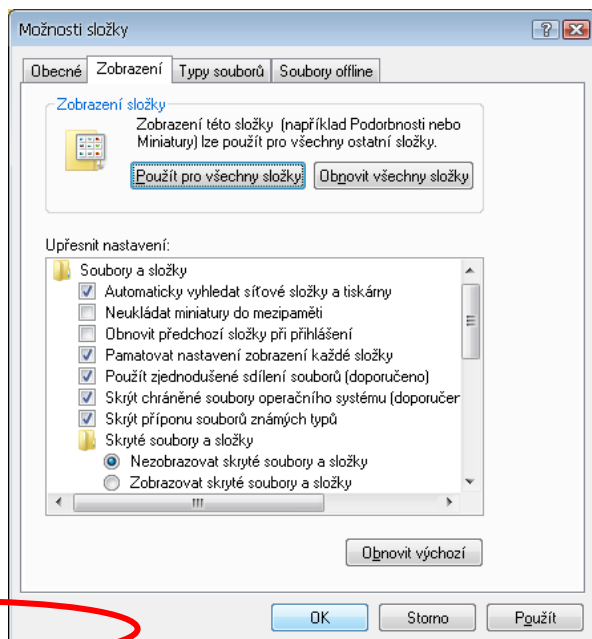 Možnosti složky
Obecné Zobrazení Typy souborů Soubory offline
Zobrazení složky
Zobrazení této složky (například Podorbnosti nebo
Miniatury) lze použít pro všechny ostatní složky.
Použít pro všechny složky Obnovit všechny složky
Upřesnit nastavení:
Soubory a složky
Automaticky vyhledat síťové složky a tiskárny
Neukládat miniatury do mezipaměti
Obnovit předchozí složky při přihlášení
Pamatovat nastavení zobrazení každé složky
Použít zjednodušené sdílení souborů (doporučeno)
Skrýt chráněné soubory operačního systému (doporučer
Skrýt příponu souborů známých typů
Skryté soubory a složky
Nezobrazovat skryté soubory a složky
Zobrazovat skryté soubory a složky
Obnovit výchozí
OK Storno Použít